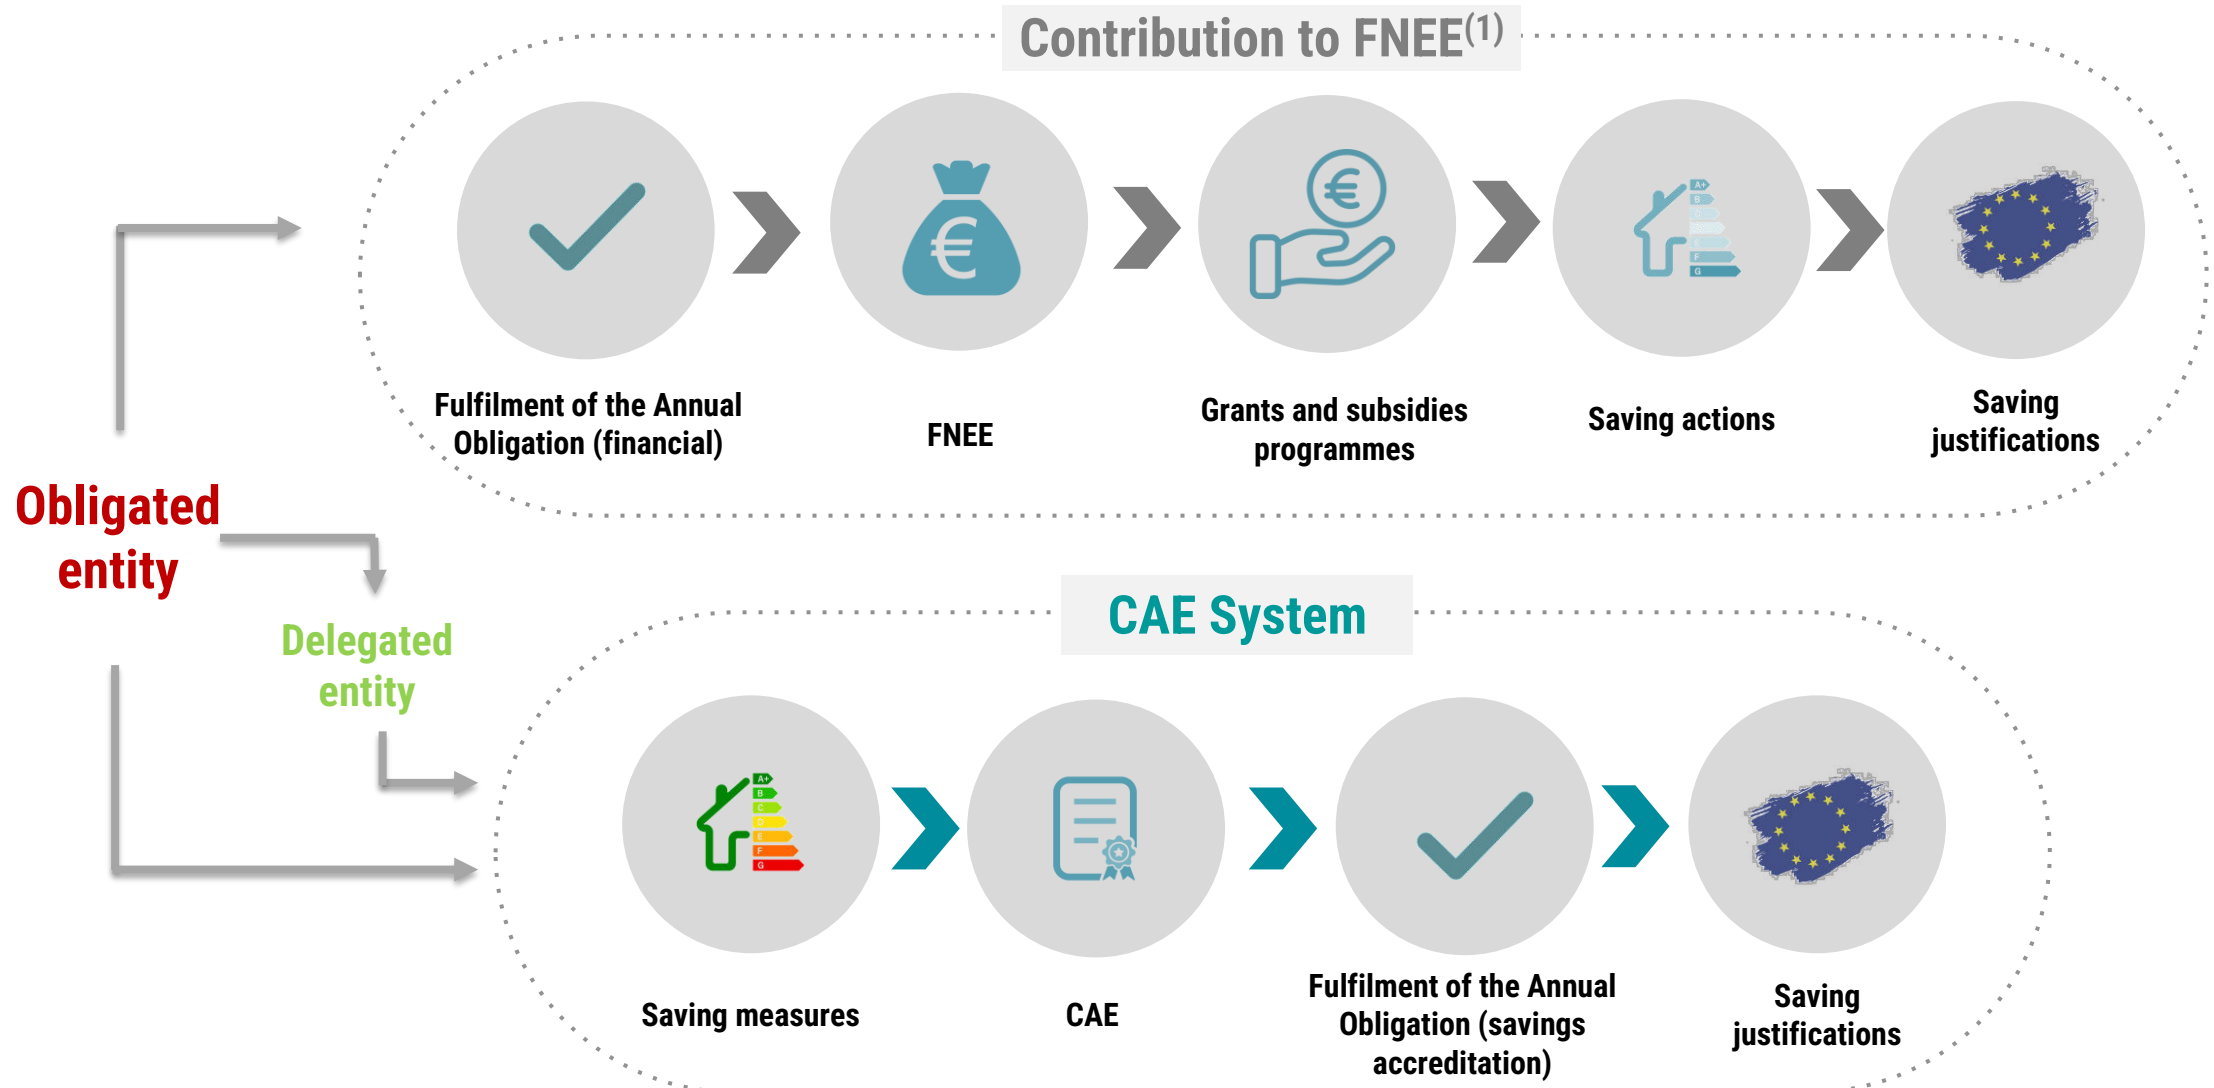 Contribution to FNEE(1)
A+
B
C
F
G
Fulfilment of the Annual
Obligation (financial)
FNEE
Grants and subsidies
programmes
Saving actions
Saving
justifications
Obligated
entity
Delegated
entity
CAE System
A+
B
C
D
E
F
G
Saving measures
CAE
Fulfilment of the Annual
Obligation (savings
accreditation)
Saving
justifications